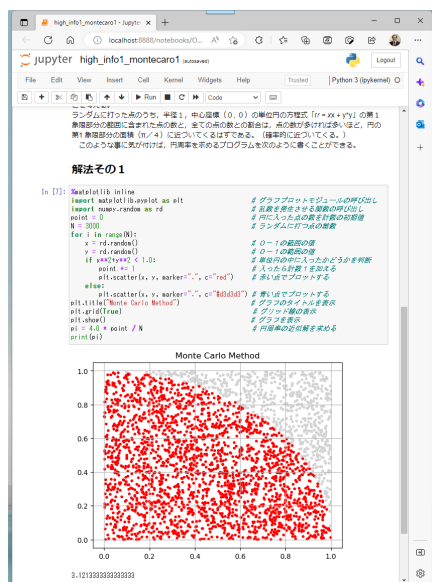 high_info1_montecaro1 - Jupyter
localhost:8888/notebooks/O...
jupyter high_info1_montecaro1 (autosaved)
Logout
File Edit View Insert Cell Kernel Widgets Help
Trusted
Python 3 (ipykernel)
Run
Code
ランダムに打った点のうち、半径1、中心座標（0，0）の単位円の方程式「rr = xx + y*y」の第1
象限部分の範囲に含まれた点の数と、全ての点の数との割合は、点の数が多ければ多いほど、円の
第1象限部分の面積（π／4）に近づいてくるはずである。（確率的に近づいてくる。）
このような事に気が付けば、円周率を求めるプログラムを次のように書くことができる。
解法その１
In [7]: %matplotlib inline
import matplotlib.pyplot as plt # グラフプロットモジュールの呼び出し
import numpy.random as rd # 乱数を発生させる関数の呼び出し
point = 0 # 円に入った点の数を計数の初期値
N = 3000 # ランダムに打つ点の総数
for i in range(N):
x = rd.random() # 0－1の範囲の値
y = rd.random() # 0－1の範囲の値
if x**2+y**2 < 1.0: # 単位円の中に入ったかどうか判断
point += 1 # 入ったら計数1を加える
plt.scatter(x, y, marker=".", c="red") # 赤い点でプロットする
else:
plt.scatter(x, y, marker=".", c="#d3d3d3") # 青い点でプロットする
plt.title("Monte Carlo Method") # グラフのタイトルを表示
plt.grid(True) # グリッド線の表示
plt.show() # グラフを表示
pi = 4.0 * point / N # 円周率の近似解を求める
print(pi)
Monte Carlo Method
1.0
0.8
0.6
0.4
0.2
0.0
0.0 0.2 0.4 0.6 0.8 1.0
3.1213333333333333